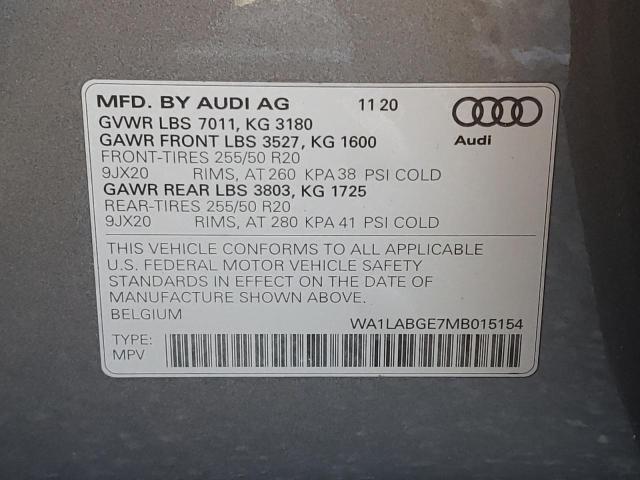 MFD. BY AUDI AG 11 20
GVWR LBS 7011, KG 3180
GAWR FRONT LBS 3527, KG 1600
FRONT-TIRES 255/50 R20
9JX20 RIMS, AT 260 KPA 38 PSI COLD
GAWR REAR LBS 3803, KG 1725
REAR-TIRES 255/50 R20
9JX20 RIMS, AT 280 KPA 41 PSI COLD
Audi
THIS VEHICLE CONFORMS TO ALL APPLICABLE
U.S. FEDERAL MOTOR VEHICLE SAFETY
STANDARDS IN EFFECT ON THE DATE OF
MANUFACTURE SHOWN ABOVE.
BELGIUM WA1LABGE7MB015154
TYPE:
MPV